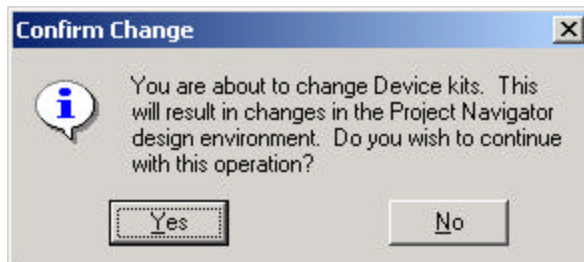 Confirm Change
You are about to change Device kits. This
will result in changes in the Project Navigator
design environment. Do you wish to continue
with this operation?
Yes No